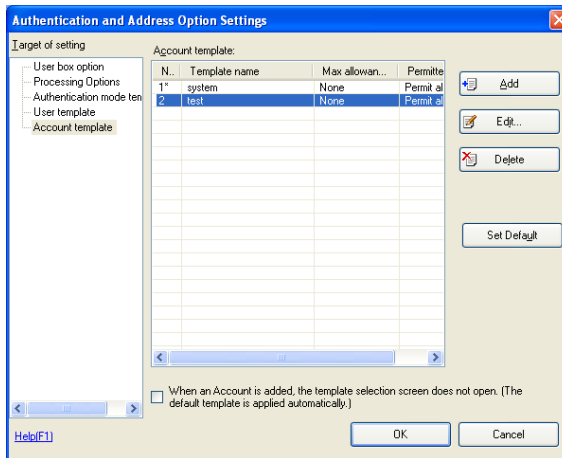 Authentication and Address Option Settings
Target of setting
User box option
Processing Options
Authentication mode ten
User template
Account template
Account template:
N.. Template name Max allowan... Permitte
1* system None Permit al
2 test None Permit al
Add
Edit...
Delete
Set Default
When an Account is added, the template selection screen does not open. (The
default template is applied automatically.)
Help(F1)
OK
Cancel